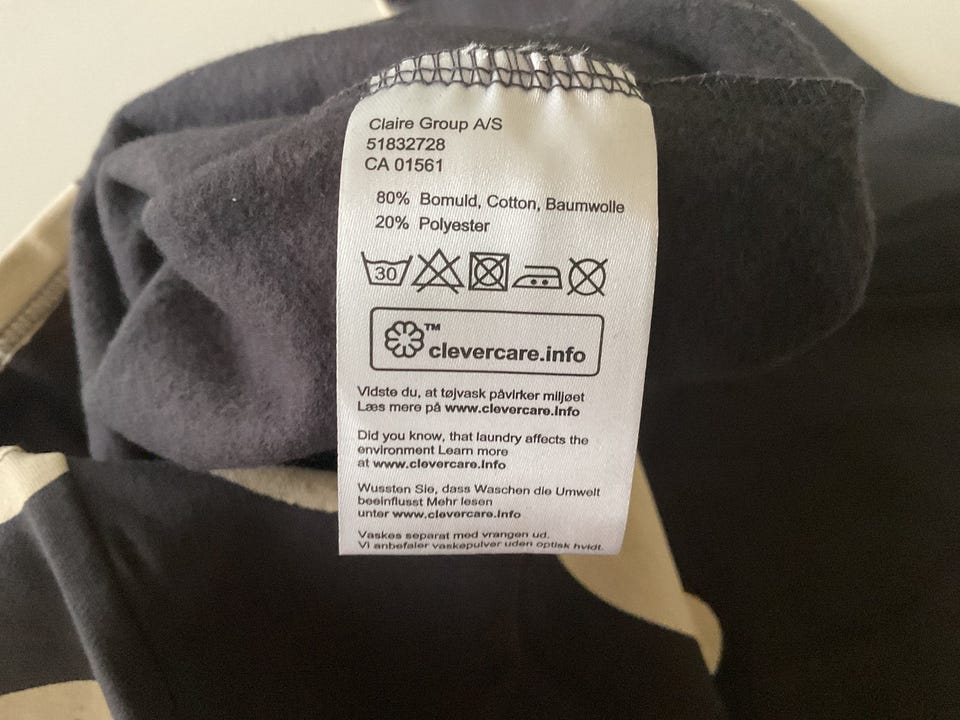 Claire Group A/S
51832728
CA 01561
80% Bomuld, Cotton, Baumwolle
20% Polyester
30
™
clevercare.info
Vidste du, at tøjvask påvirker miljøet
Læs mere på www.clevercare.info
Did you know, that laundry affects the
environment Learn more
at www.clevercare.info
Wussten Sie, dass Waschen die Umwelt
beeinflusst Mehr lesen
unter www.clevercare.info
Vaskes separat med vrangen ud.
Vi anbefaler vaskepulver uden optisk hvidt.